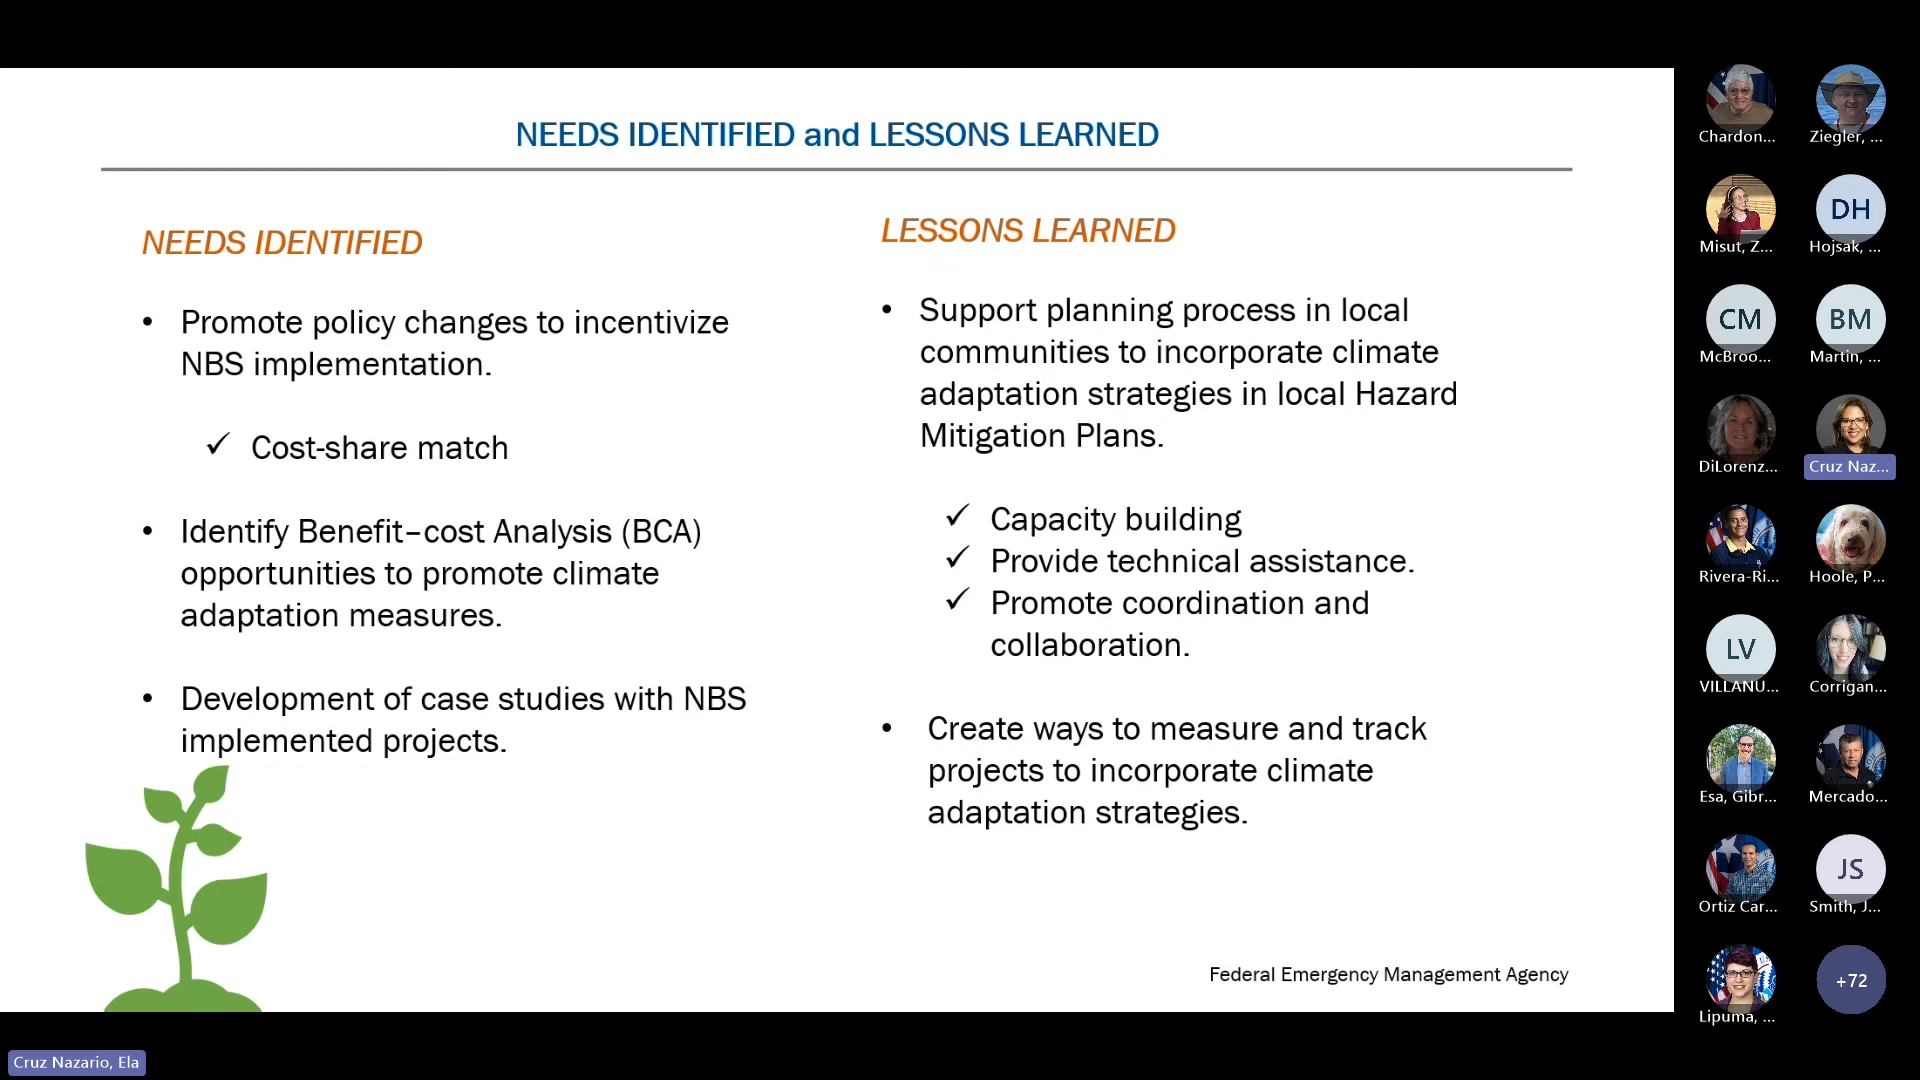 NEEDS IDENTIFIED and LESSONS LEARNED
NEEDS IDENTIFIED
• Promote policy changes to incentivize
NBS implementation.
✓ Cost-share match
• Identify Benefit–cost Analysis (BCA)
opportunities to promote climate
adaptation measures.
• Development of case studies with NBS
implemented projects.
LESSONS LEARNED
• Support planning process in local
communities to incorporate climate
adaptation strategies in local Hazard
Mitigation Plans.
✓ Capacity building
✓ Provide technical assistance.
✓ Promote coordination and
collaboration.
• Create ways to measure and track
projects to incorporate climate
adaptation strategies.
Federal Emergency Management Agency
Chardon...
Ziegler, ...
Misut, Z...
DH
Hojsak, ...
CM
McBroo...
BM
Martin, ...
DiLorenz...
Cruz Naz...
Rivera-Ri...
Hoole, P...
LV
VILLANU...
Corrigan...
Esa, Gibr...
Mercado...
Ortiz Car...
JS
Smith, J...
Lipuma, ...
+72
Cruz Nazario, Ela